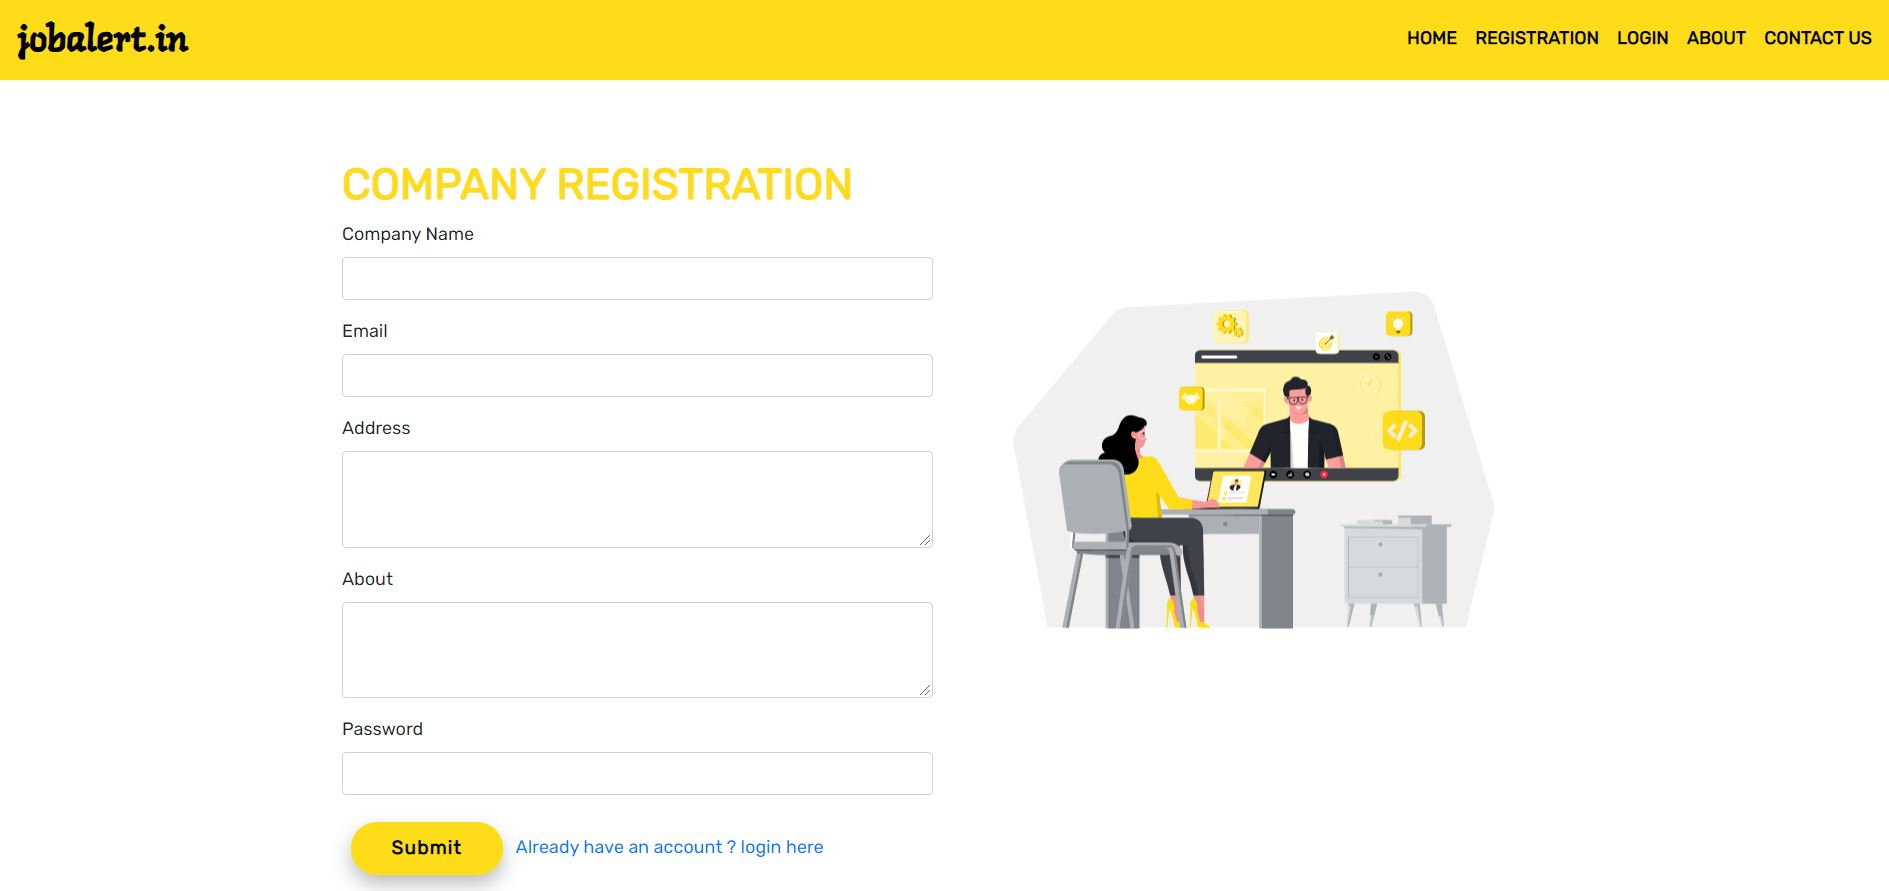 jobalert.in
HOME REGISTRATION LOGIN ABOUT CONTACT US
COMPANY REGISTRATION
Company Name
Email
Address
About
Password
Submit Already have an account ? login here